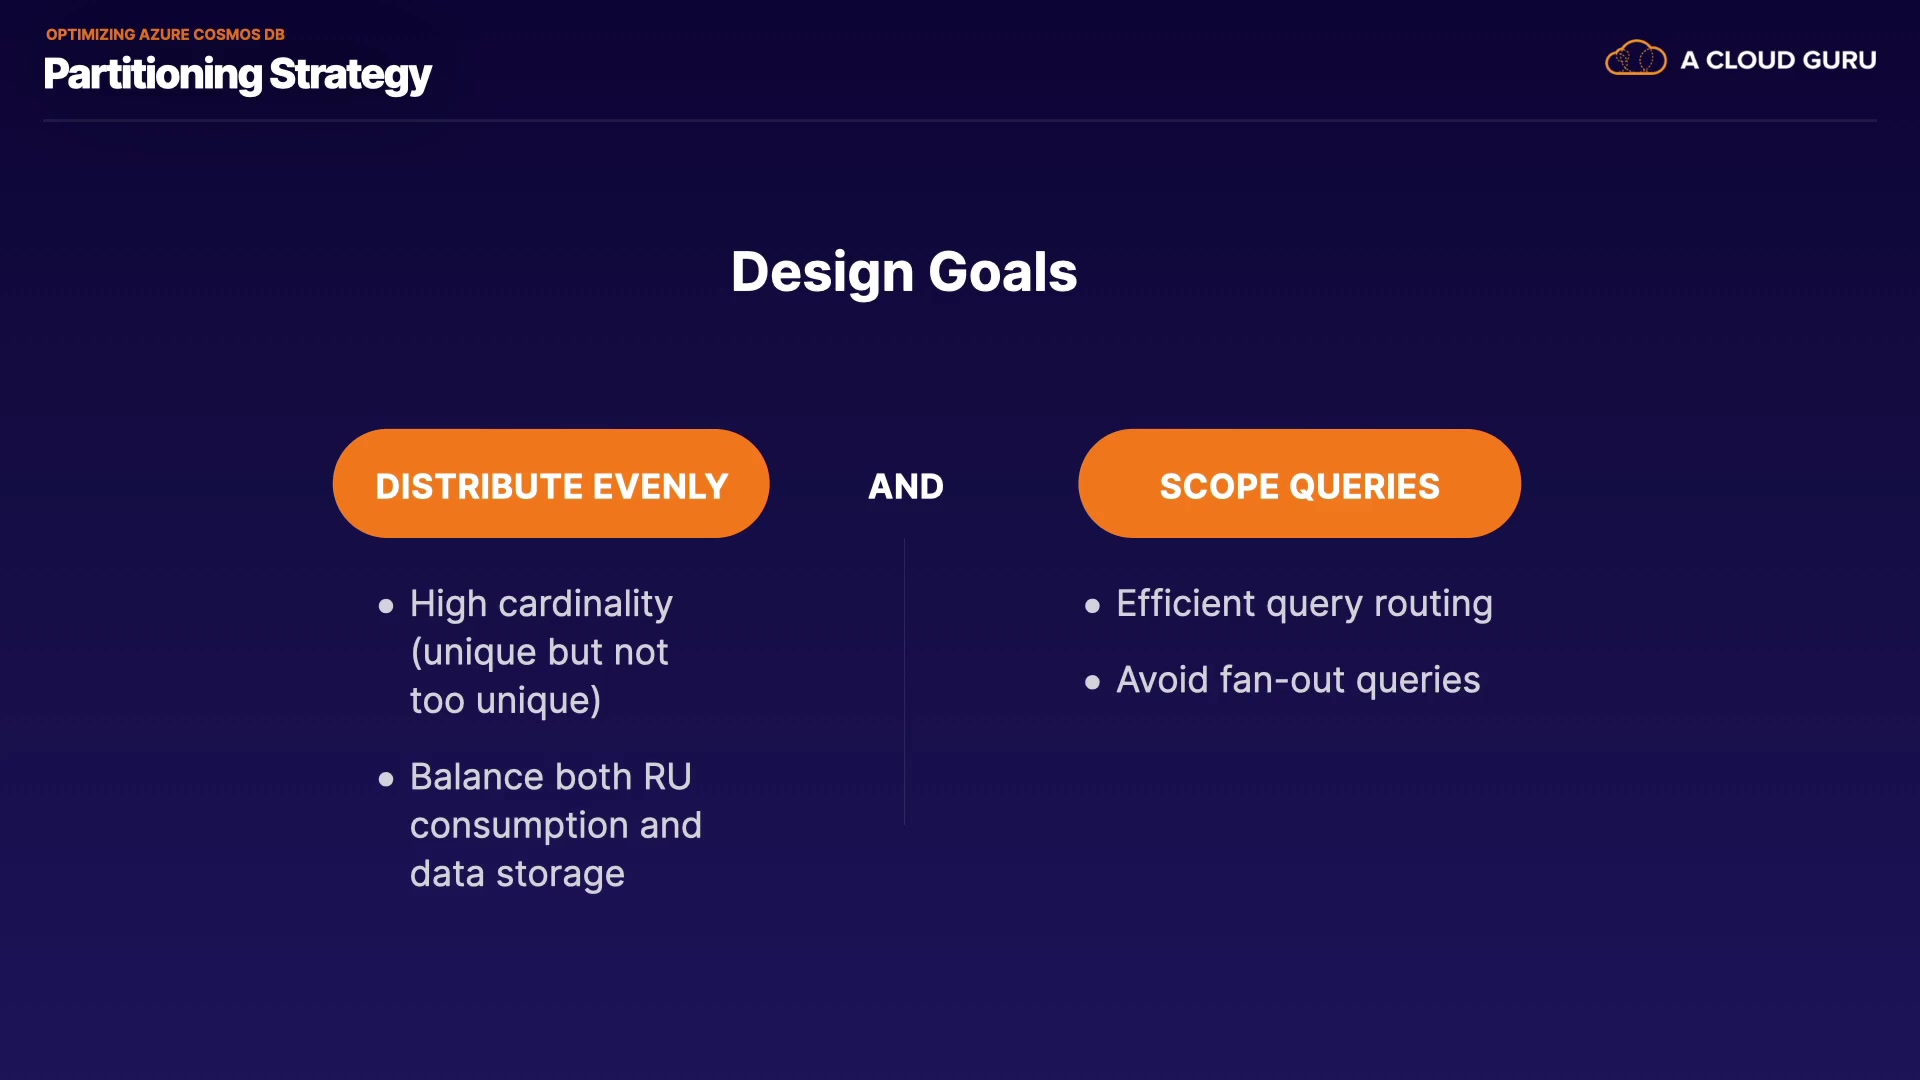 OPTIMIZING AZURE COSMOS DB
Partitioning Strategy
A CLOUD GURU
Design Goals
DISTRIBUTE EVENLY
AND
SCOPE QUERIES
● High cardinality
(unique but not
too unique)
● Balance both RU
consumption and
data storage
● Efficient query routing
● Avoid fan-out queries